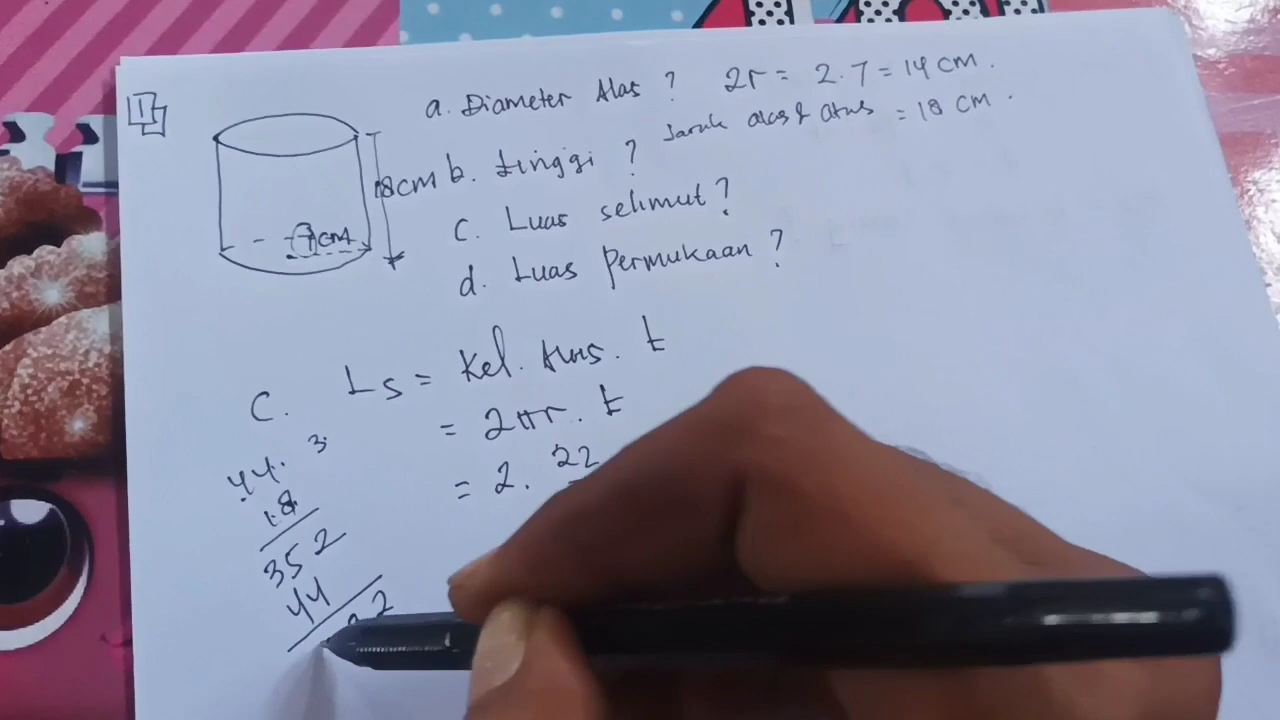 1
a. Diameter Alas ? 2r = 2.7 = 14 cm.
Jarak alas & atas = 18 cm.
18cm b. tinggi ?
7cm
c. Luas selimut ?
d. Luas permukaan ?
C. Ls = Kel. Alas. t
= 2πr. t
= 2. 22
44. 3
18
352
44
92